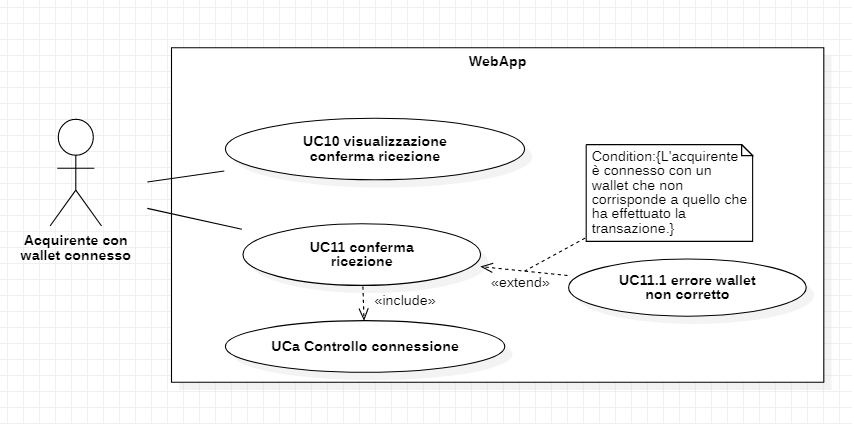 WebApp
UC10 visualizzazione
conferma ricezione
Condition:{L'acquirente
è connesso con un
wallet che non
corrisponde a quello che
ha effettuato la
transazione.}
Acquirente con
wallet connesso
UC11 conferma
ricezione
«extend»
UC11.1 errore wallet
non corretto
«include»
UCa Controllo connessione